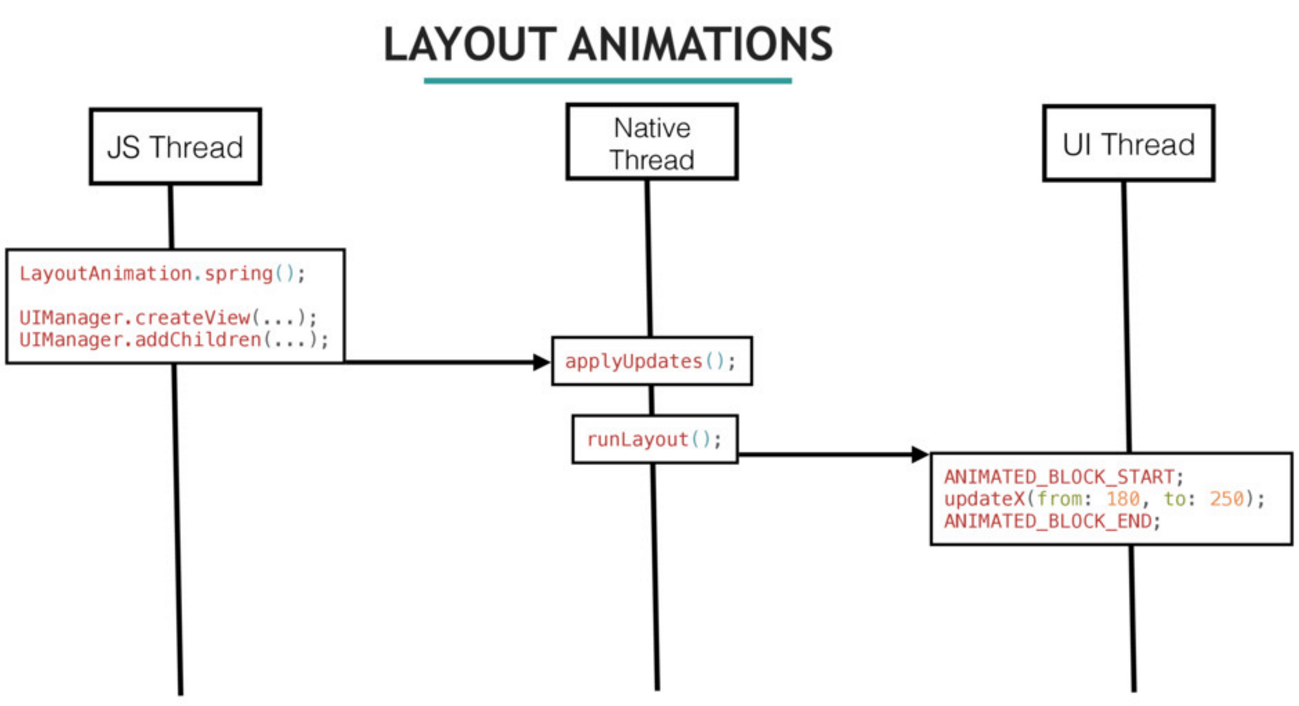 LAYOUT ANIMATIONS
JS Thread
Native
Thread
UI Thread
LayoutAnimation.spring();
UIManager.createView(...);
UIManager.addChildren(...);
applyUpdates();
runLayout();
ANIMATED_BLOCK_START;
updateX(from: 180, to: 250);
ANIMATED_BLOCK_END;